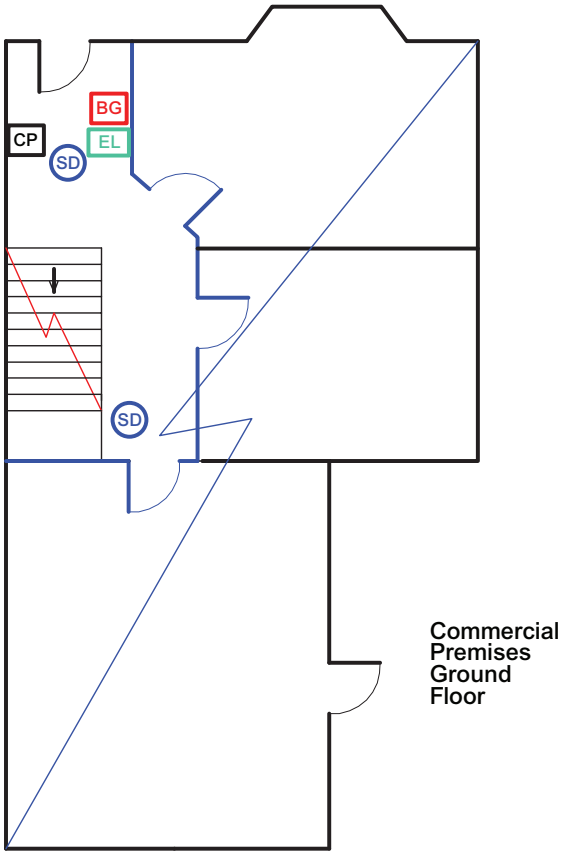 BG
CP
EL
SD
SD
Commercial
Premises
Ground
Floor